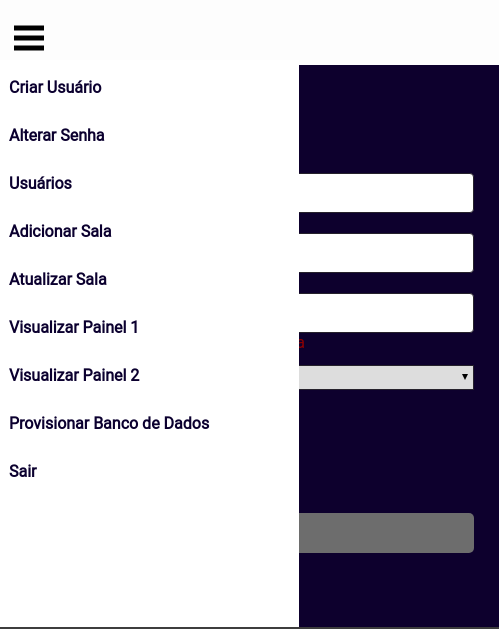 Criar Usuário
Alterar Senha
Usuários
Adicionar Sala
Atualizar Sala
Visualizar Painel 1
Visualizar Painel 2
Provisionar Banco de Dados
Sair